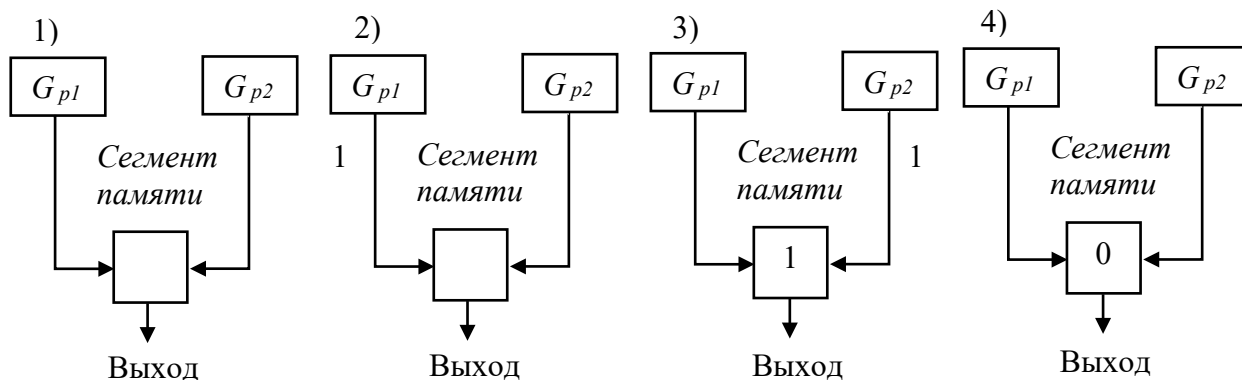 1) 2) 3) 4)
G p1 G p2 G p1 G p2 G p1 G p2 G p1 G p2
1 Сегмент Сегмент Сегмент 1 Сегмент
памяти памяти памяти памяти
1 0
Выход Выход Выход Выход